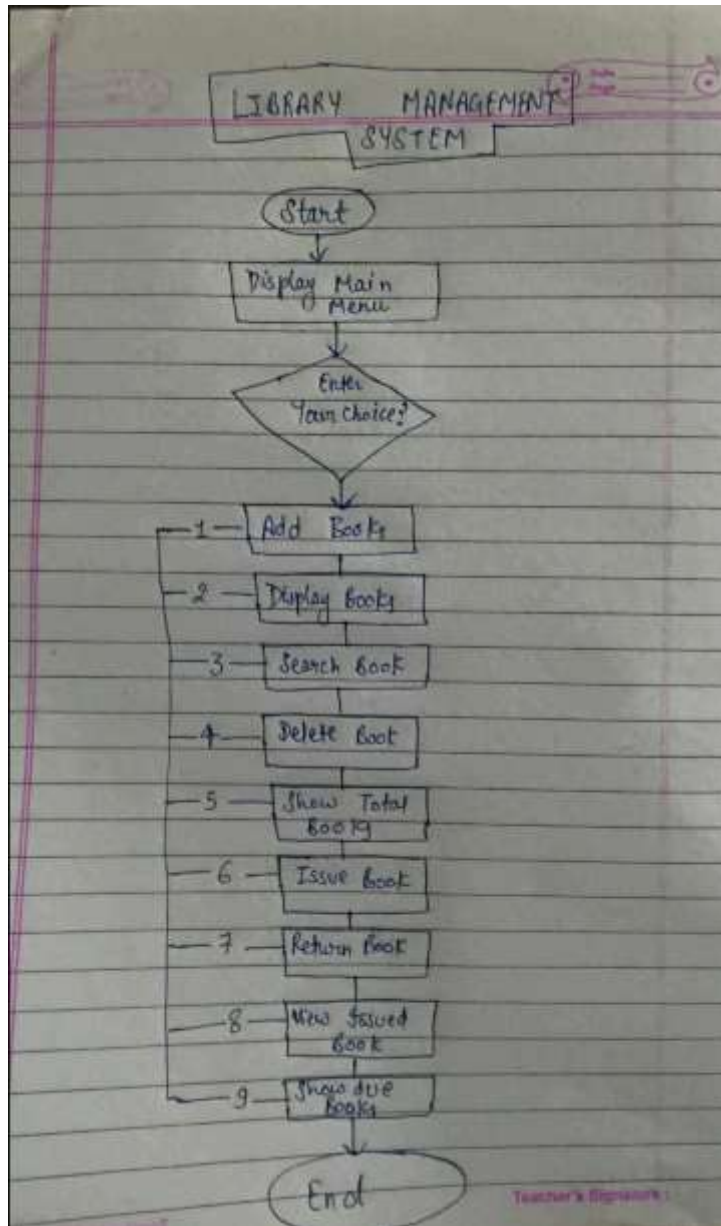 LIBRARY MANAGEMENT
SYSTEM
Start
Display Main
Menu
Enter
Your Choice?
1 Add Books
2 Display Books
3 Search Book
4 Delete Book
5 Show Total
Books
6 Issue Book
7 Return Book
8 View Issued
Book
9 Show due
Books
End
Teacher's Signature :